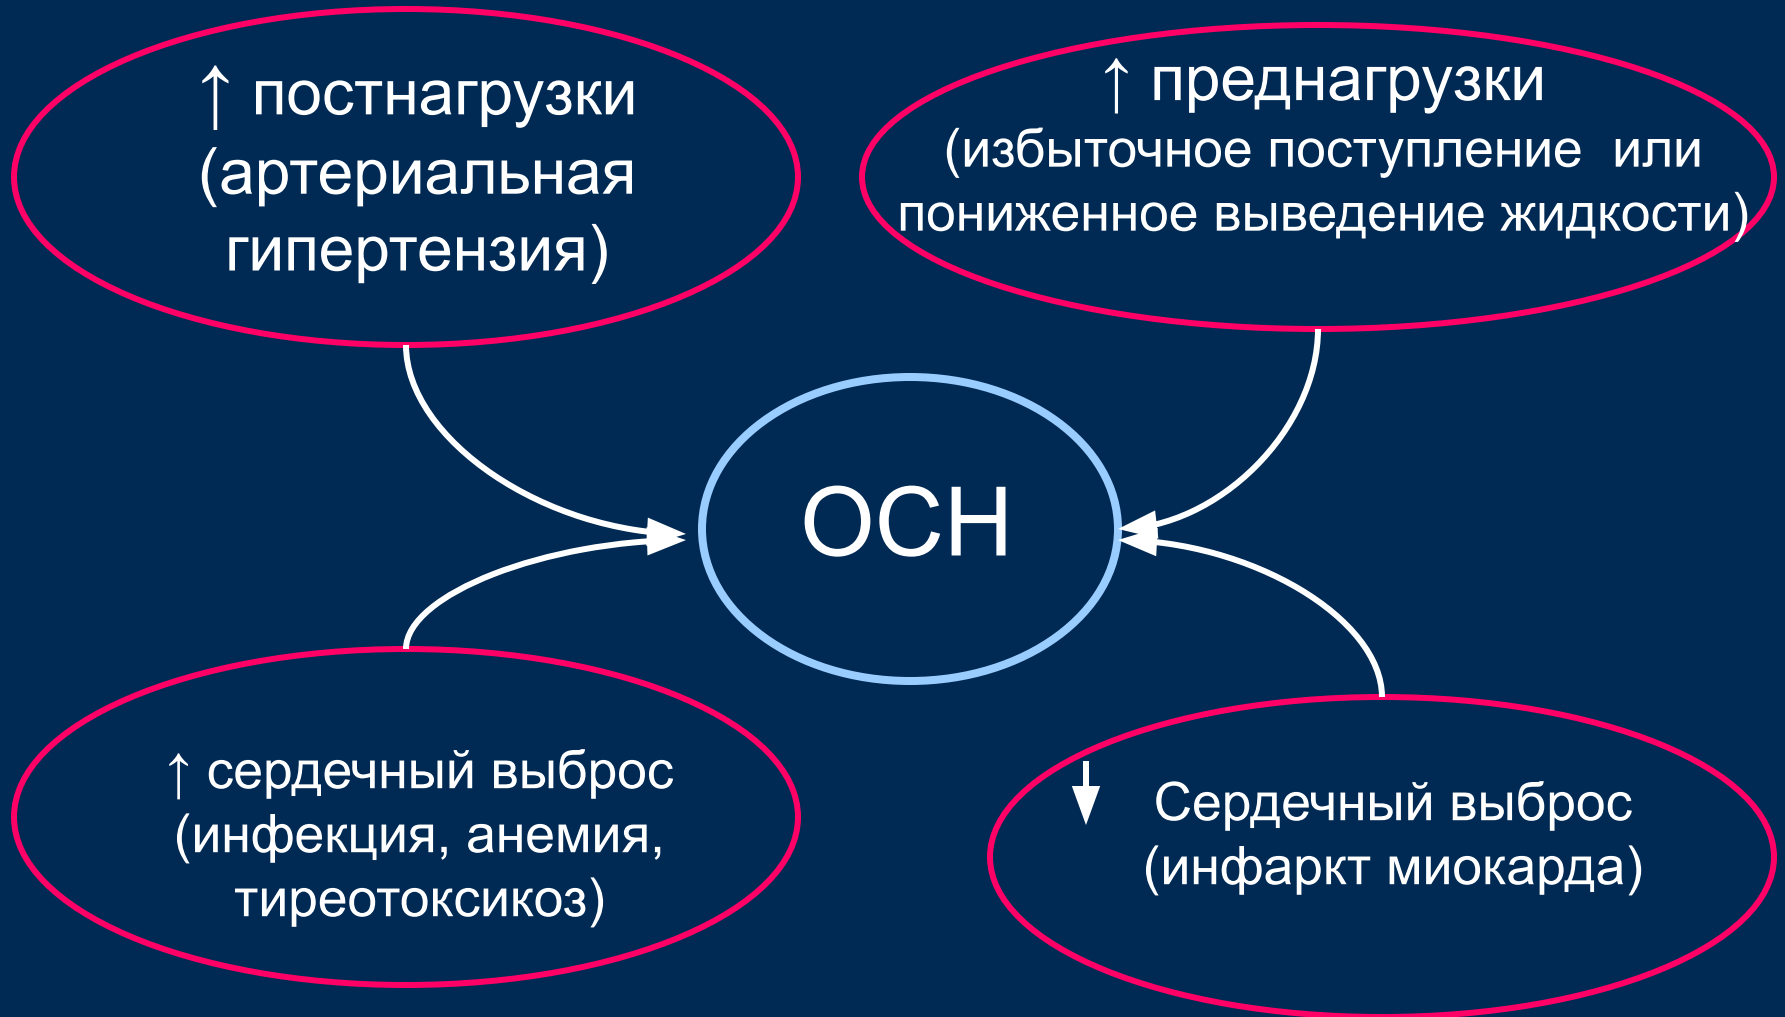 ↑ постнагрузки
(артериальная
гипертензия)
↑ преднагрузки
(избыточное поступление или
пониженное выведение жидкости)
ОСН
↑ сердечный выброс
(инфекция, анемия,
тиреотоксикоз)
Сердечный выброс
(инфаркт миокарда)